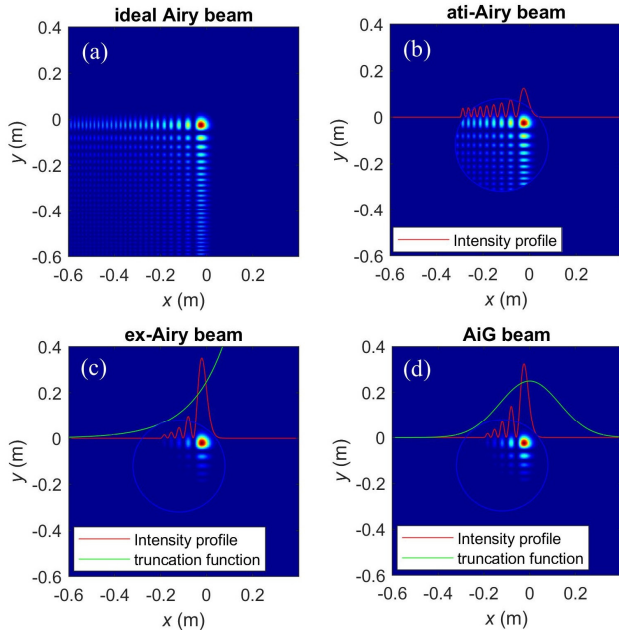 ideal Airy beam
(a)
0.4
0.2
0
-0.2
-0.4
-0.6
y (m)
-0.6 -0.4 -0.2 0 0.2
x (m)
ati-Airy beam
(b)
0.4
0.2
0
-0.2
-0.4
-0.6
y (m)
Intensity profile
-0.6 -0.4 -0.2 0 0.2
x (m)
ex-Airy beam
(c)
0.4
0.2
0
-0.2
-0.4
-0.6
y (m)
Intensity profile
truncation function
-0.6 -0.4 -0.2 0 0.2
x (m)
AiG beam
(d)
0.4
0.2
0
-0.2
-0.4
-0.6
y (m)
Intensity profile
truncation function
-0.6 -0.4 -0.2 0 0.2
x (m)